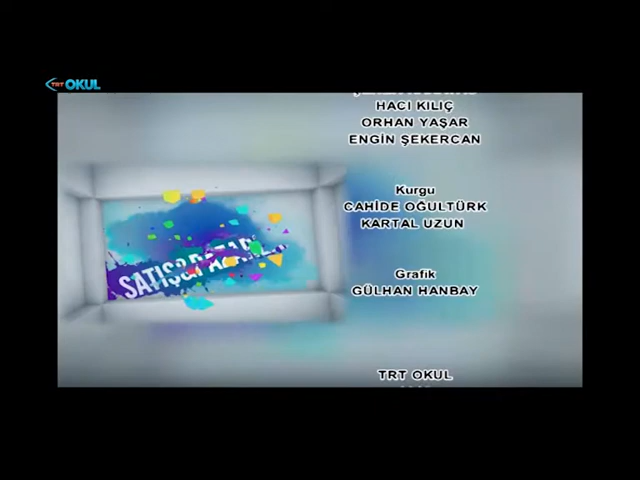 TRT OKUL
HACI KILIÇ
ORHAN YAŞAR
ENGİN ŞEKERCAN
Kurgu
CAHİDE OĞULTÜRK
KARTAL UZUN
Grafik
GÜLHAN HANBAY
TRT OKUL